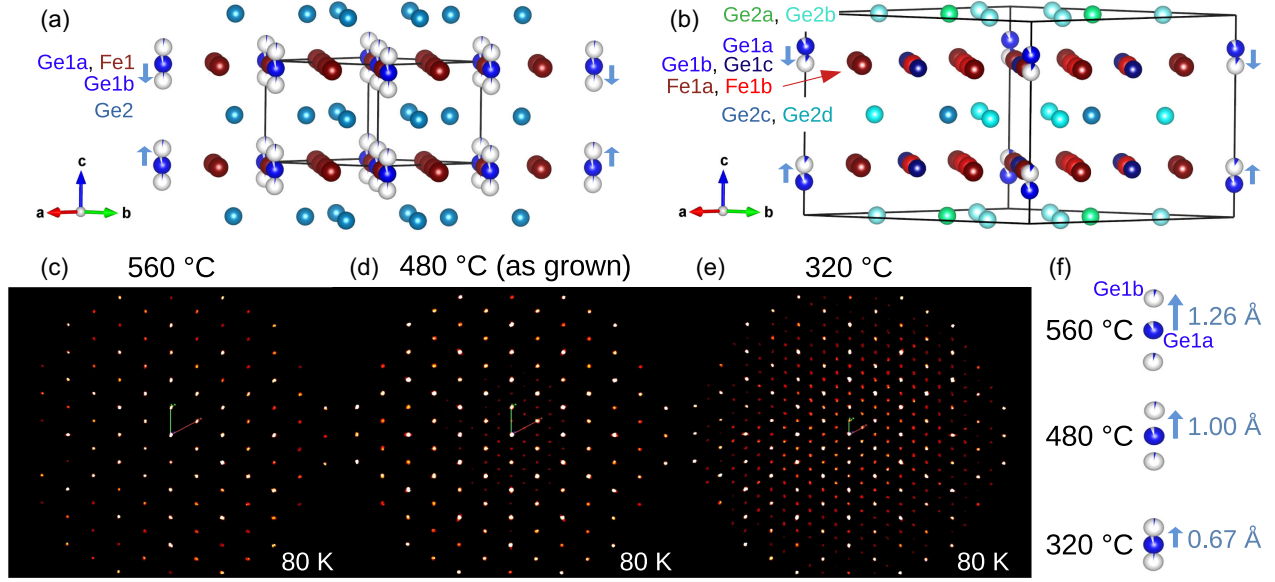 (a)
Ge1a, Fe1
Ge1b
Ge2
c
a
b
(b)
Ge2a, Ge2b
Ge1a
Ge1b, Ge1c
Fe1a, Fe1b
Ge2c, Ge2d
c
a
b
(c)
560 °C
80 K
(d)
480 °C (as grown)
80 K
(e)
320 °C
80 K
(f)
Ge1b
560 °C
1.26 Å
Ge1a
480 °C
1.00 Å
320 °C
0.67 Å